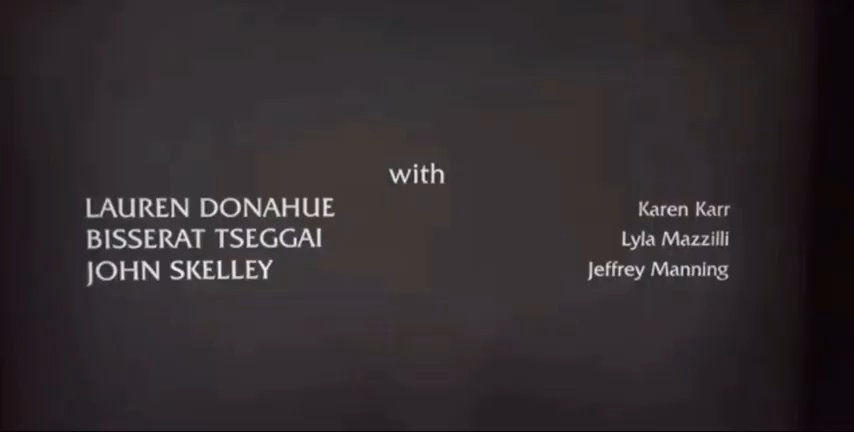 with
LAUREN DONAHUE Karen Karr
BISSERAT TSEGGAI Lyla Mazzilli
JOHN SKELLEY Jeffrey Manning